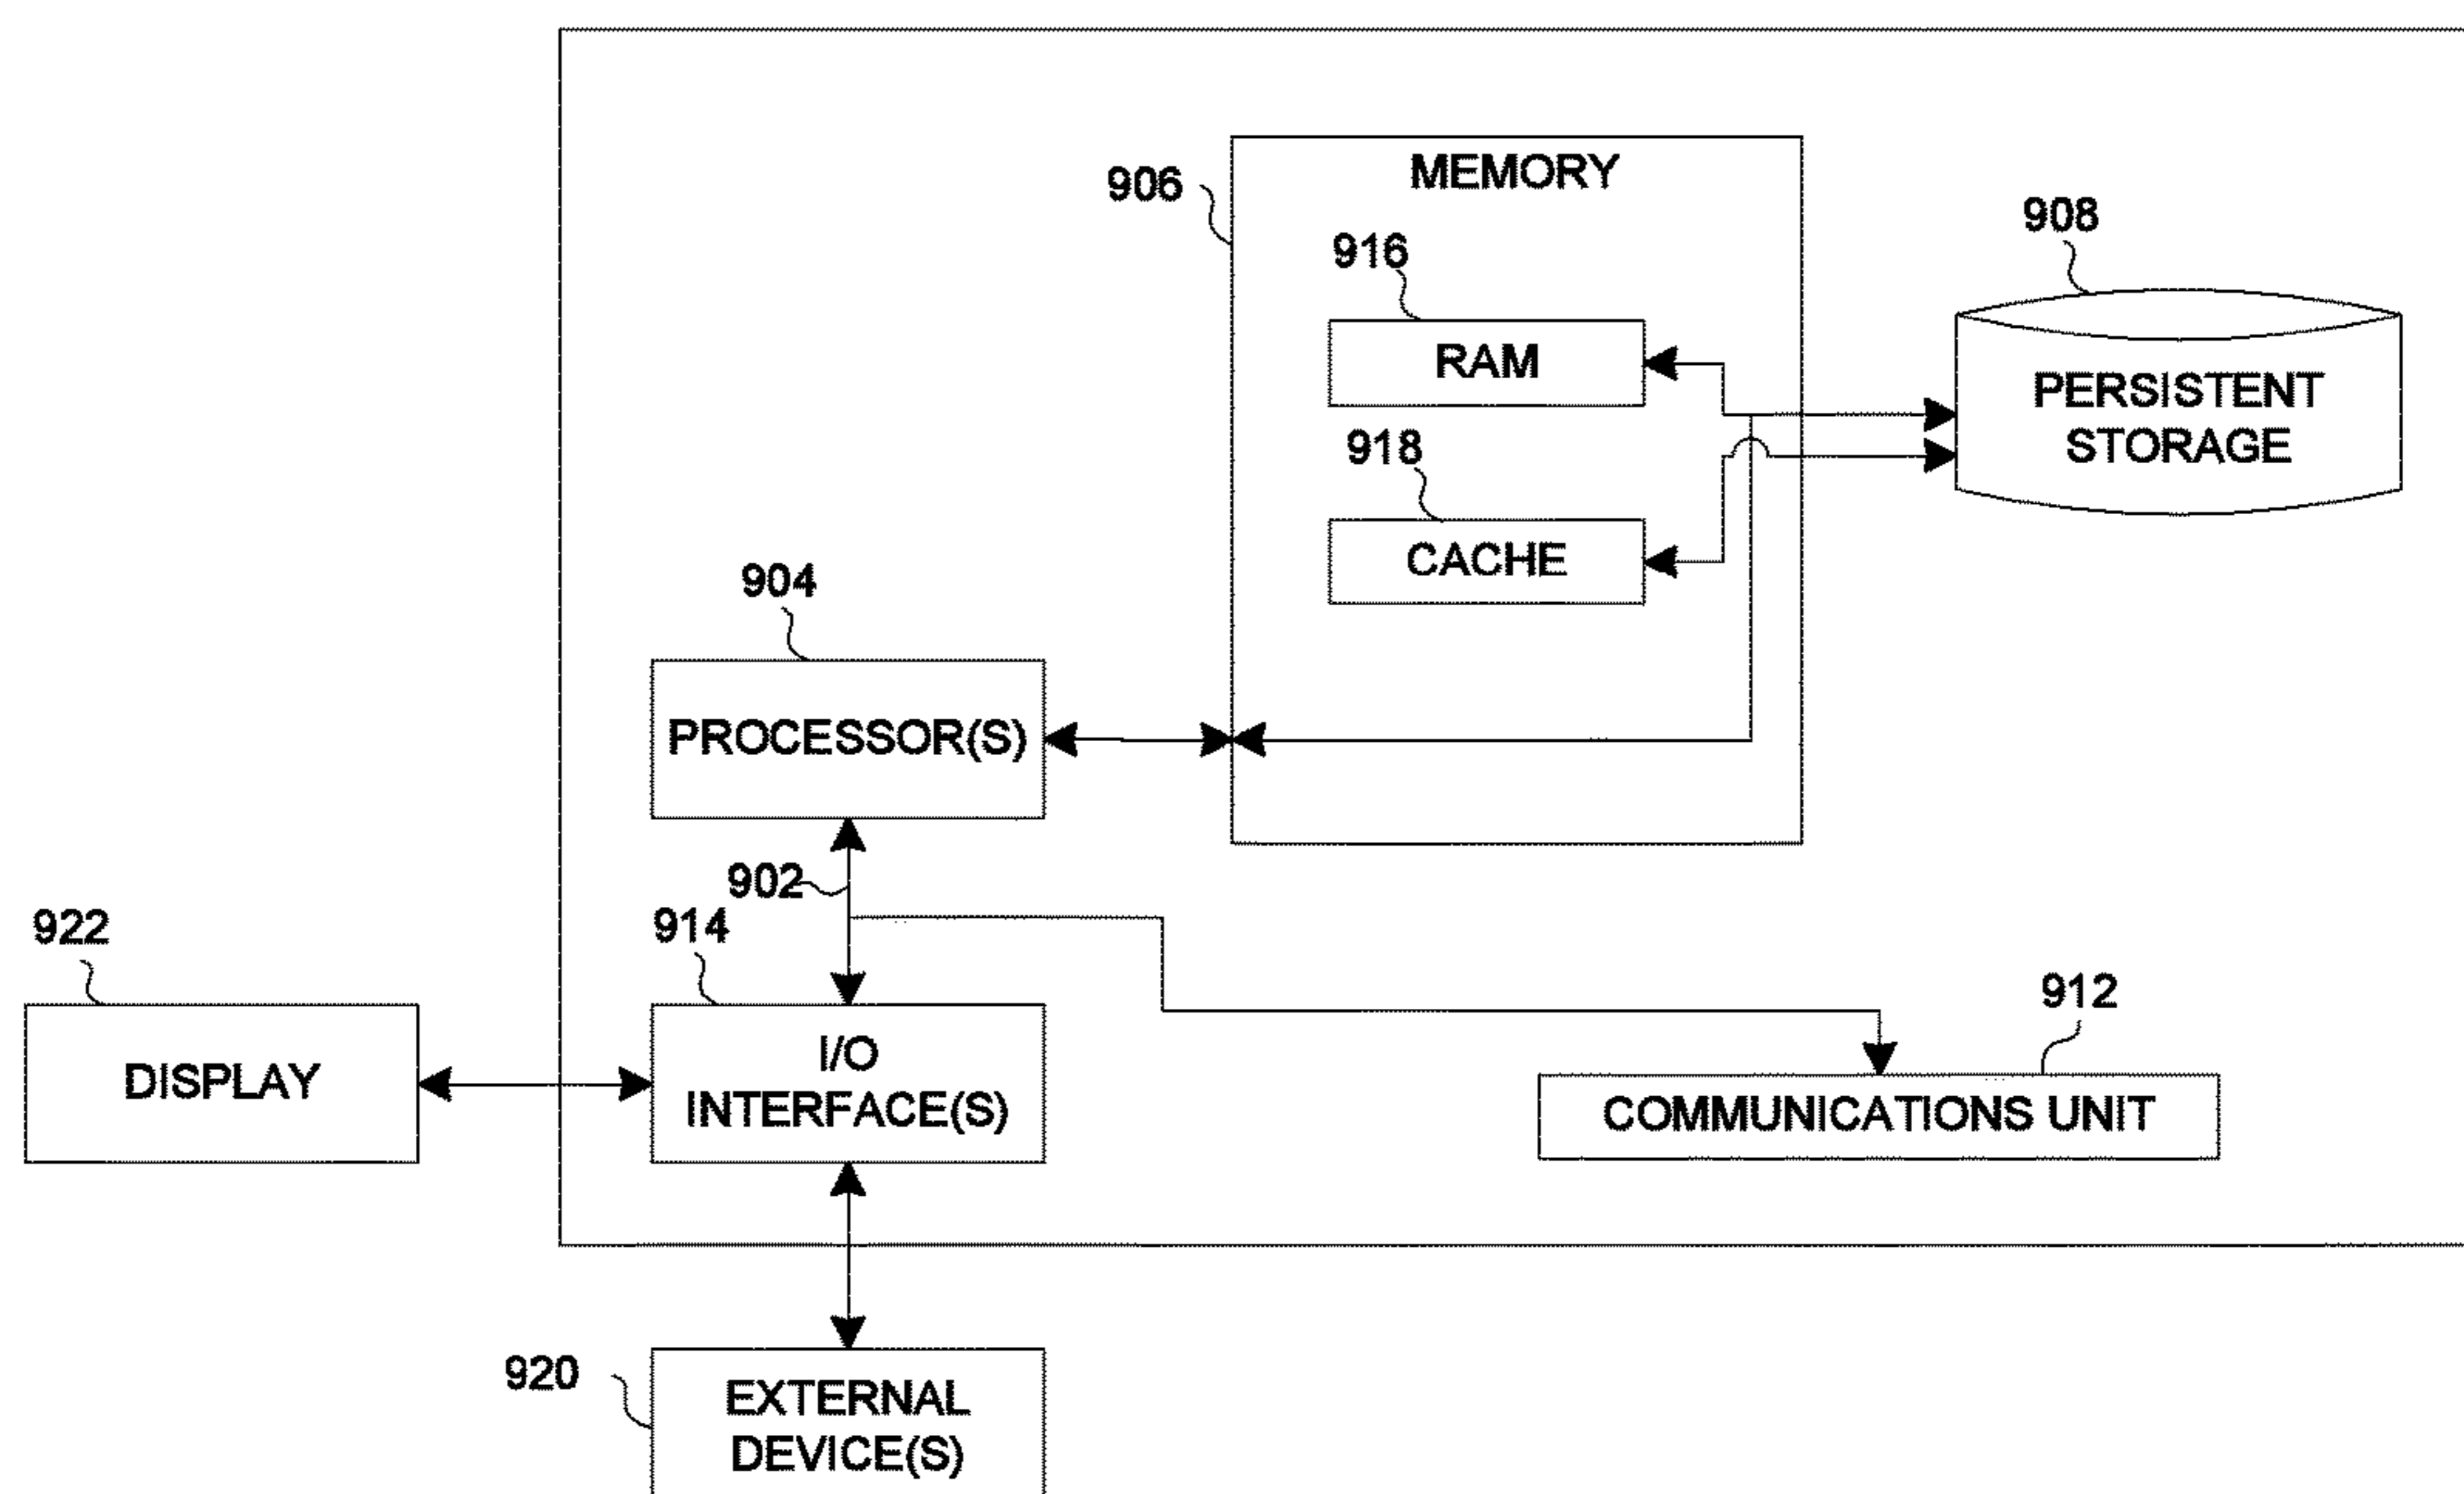 906
MEMORY
908
916
RAM
PERSISTENT
STORAGE
918
CACHE
904
PROCESSOR(S)
902
914
922
912
I/O
INTERFACE(S)
DISPLAY
COMMUNICATIONS UNIT
920
EXTERNAL
DEVICE(S)